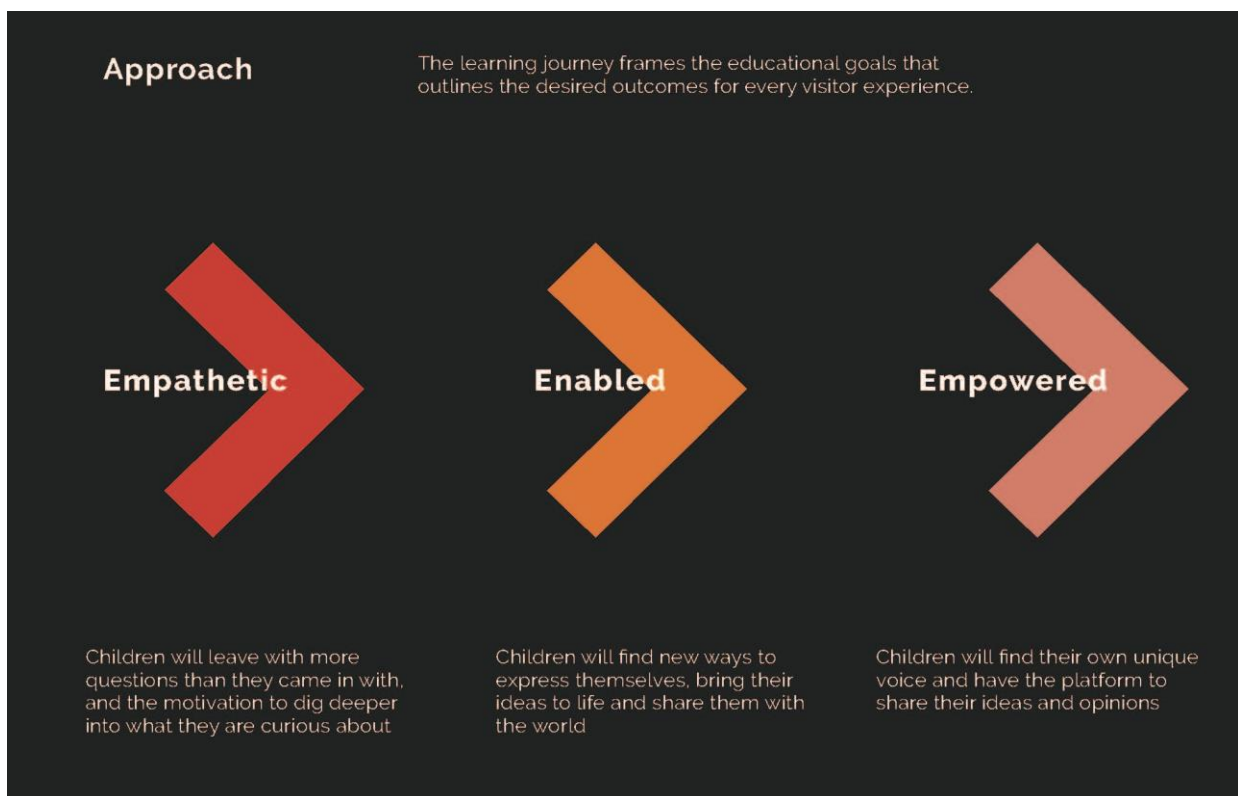 Approach
The learning journey frames the educational goals that
outlines the desired outcomes for every visitor experience.
Empathetic
Enabled
Empowered
Children will leave with more
questions than they came in with,
and the motivation to dig deeper
into what they are curious about
Children will find new ways to
express themselves, bring their
ideas to life and share them with
the world
Children will find their own unique
voice and have the platform to
share their ideas and opinions